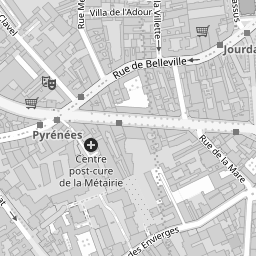 Villa de l'Adour
Rue de Belleville
Pyrénées
Centre
post-cure
de la Métairie
Rue de la Mare
des Envierges